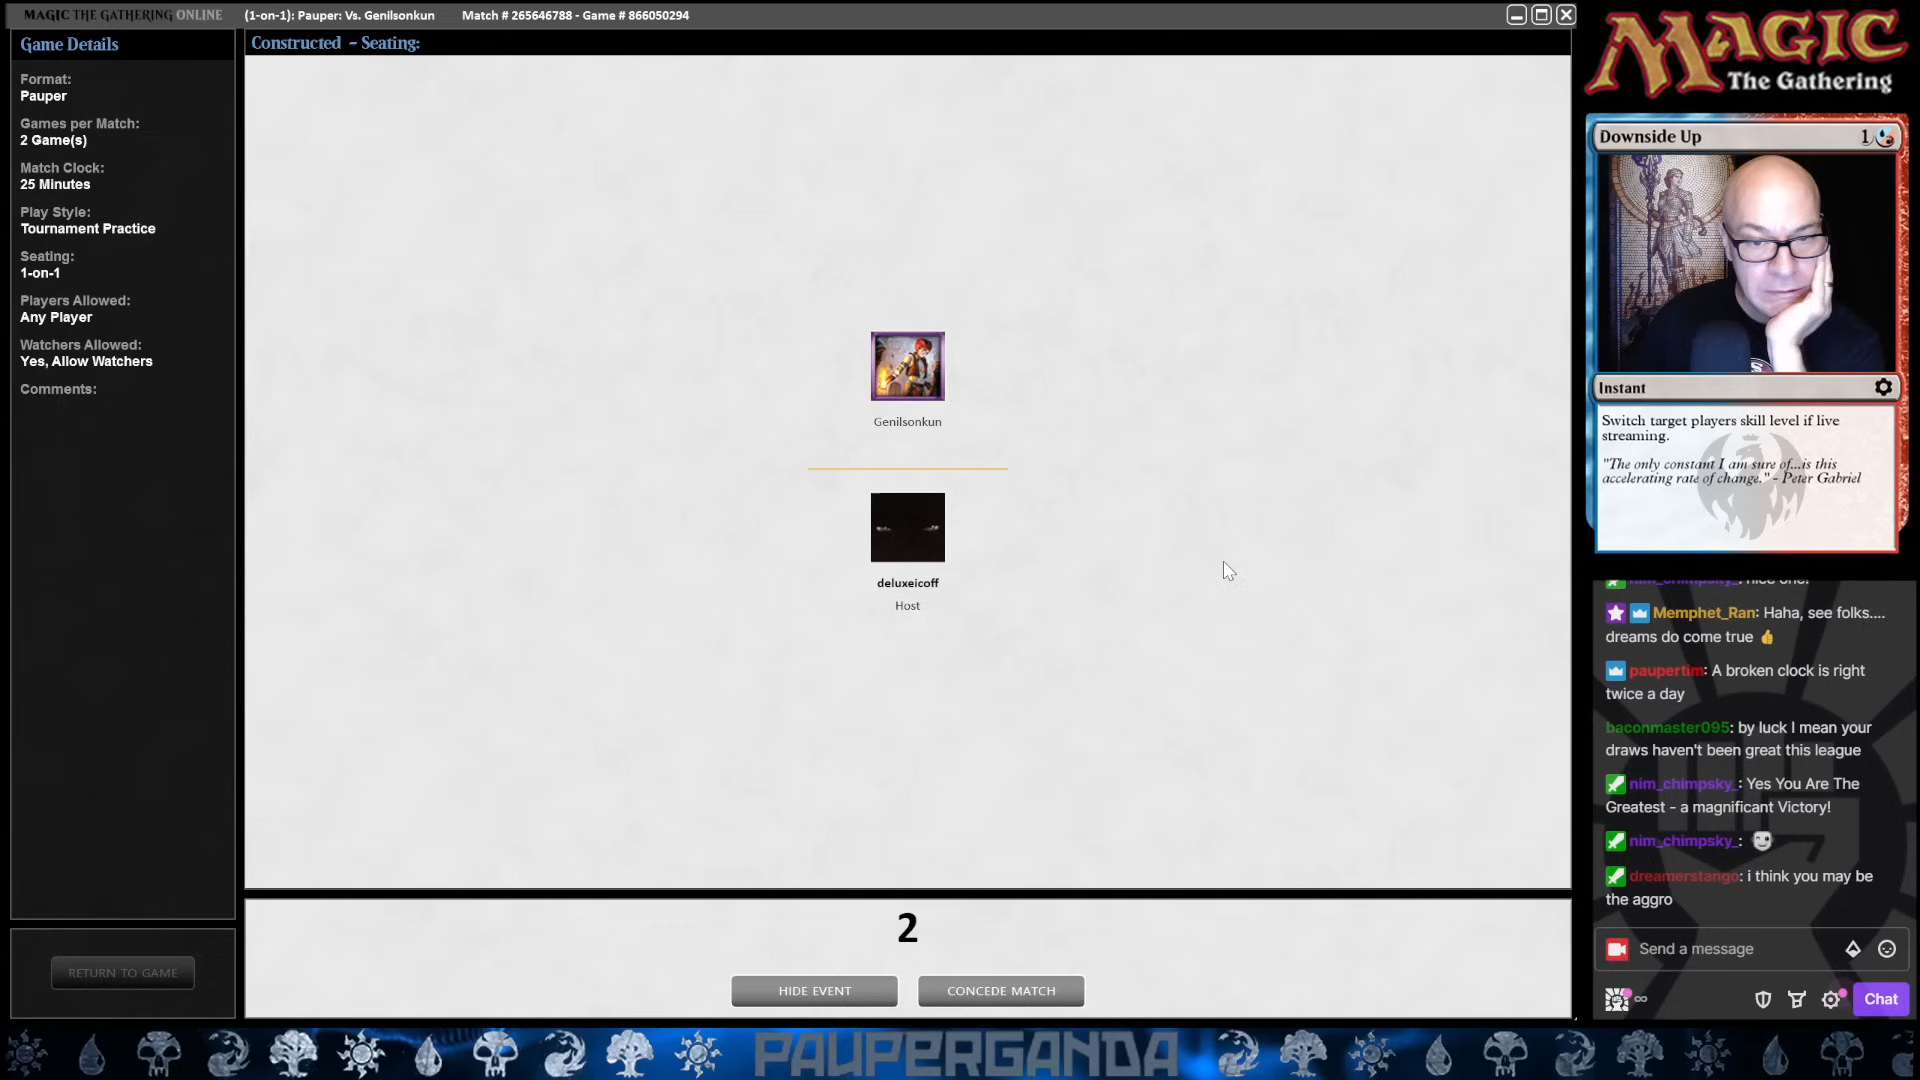 MAGIC THE GATHERING ONLINE
(1-on-1): Pauper: Vs. Genilsonkun
Match # 265646788 - Game # 866050294
Game Details
Format:
Pauper
Games per Match:
2 Game(s)
Match Clock:
25 Minutes
Play Style:
Tournament Practice
Seating:
1-on-1
Players Allowed:
Any Player
Watchers Allowed:
Yes, Allow Watchers
Comments:
RETURN TO GAME
Constructed - Seating:
Genilsonkun
deluxeicoff
Host
2
HIDE EVENT
CONCEDE MATCH
MAGIC
The Gathering
Downside Up
1
Instant
Switch target players skill level if live
streaming.
"The only constant I am sure of...is this
accelerating rate of change." - Peter Gabriel
nim_chimpsky_: nice one!
Memphet_Ran: Haha, see folks....
dreams do come true 👍
paupertim: A broken clock is right
twice a day
baconmaster095: by luck I mean your
draws haven't been great this league
nim_chimpsky_: Yes You Are The
Greatest - a magnificant Victory!
nim_chimpsky_:
dreamerstango: i think you may be
the aggro
Send a message
∞
Chat
PAUPERGANDA